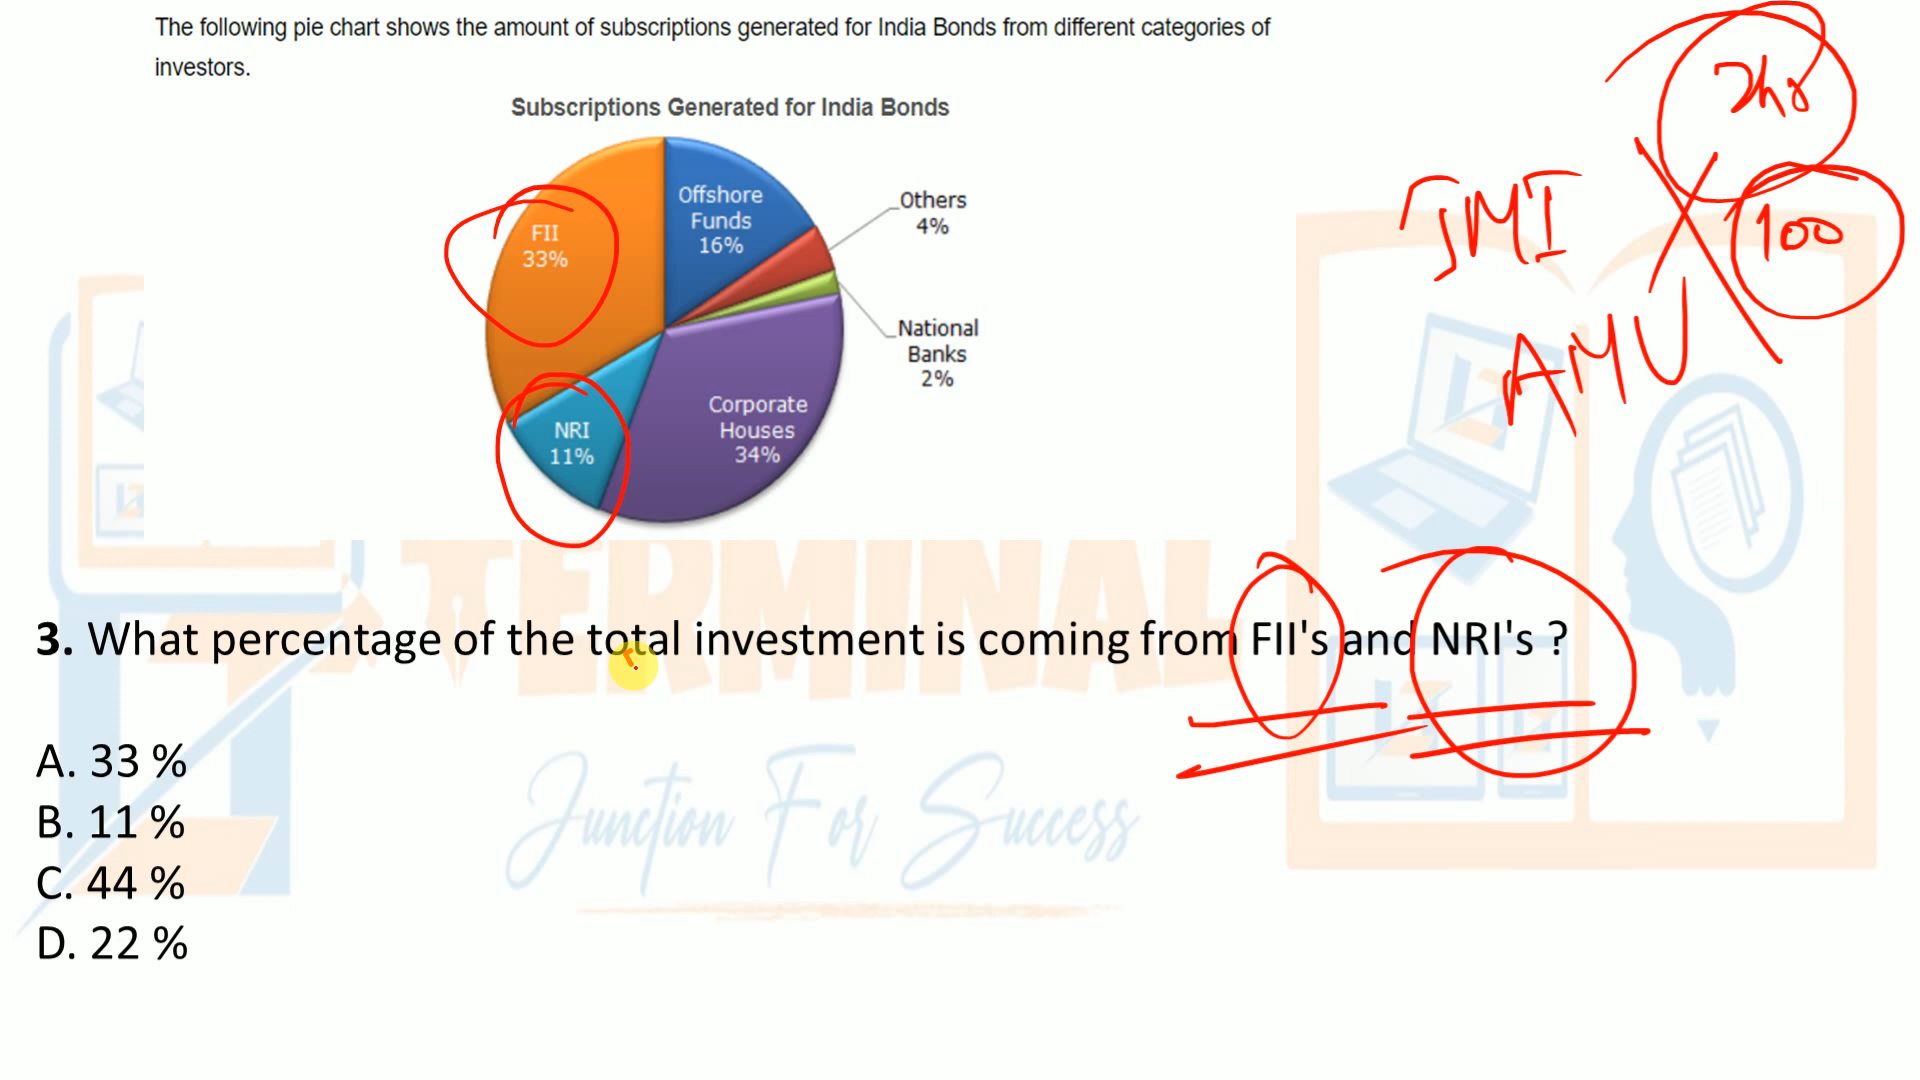 The following pie chart shows the amount of subscriptions generated for India Bonds from different categories of
investors.
Subscriptions Generated for India Bonds
Offshore
Funds
16%
Others
4%
FII
33%
National
Banks
2%
Corporate
Houses
34%
NRI
11%
2hr
JMI
100
AMU
TERMINAL
3. What percentage of the total investment is coming from FII's and NRI's ?
Junction For Success
A. 33 %
B. 11 %
C. 44 %
D. 22 %